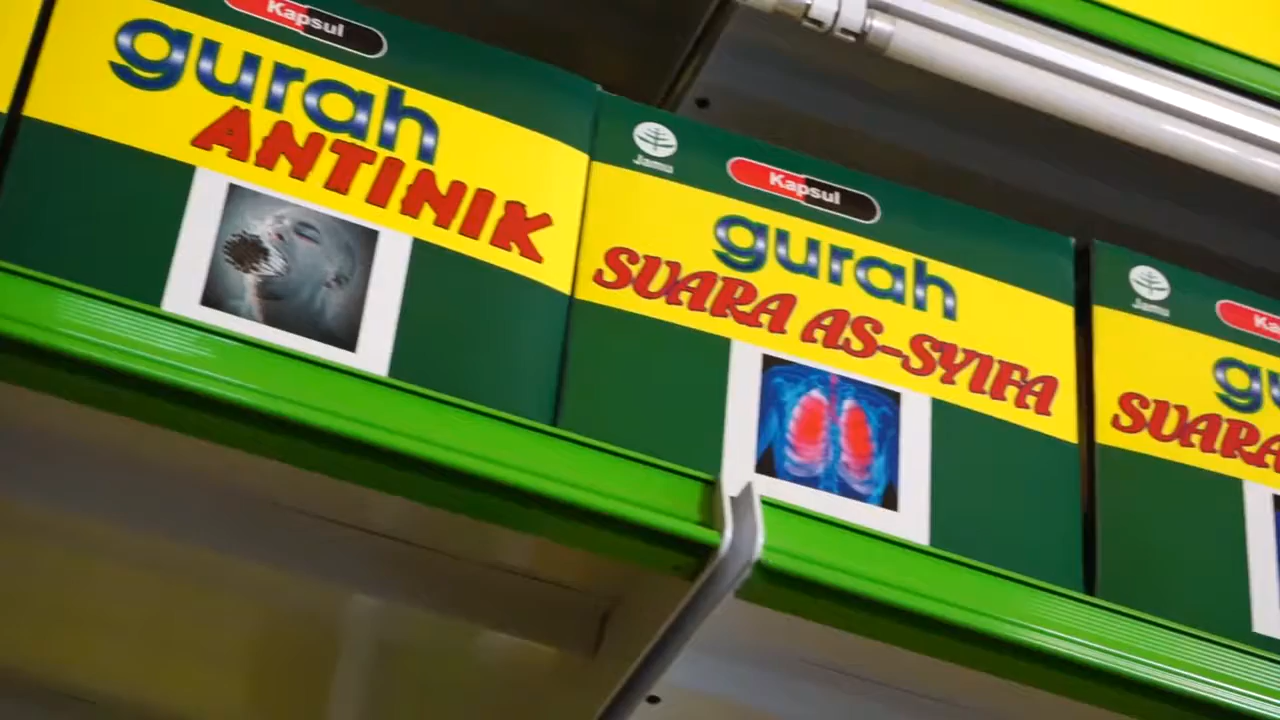 Kapsul
gurah
ANTINIK
Jamu
Kapsul
gurah
SUARA AS-SYIFA
Jamu